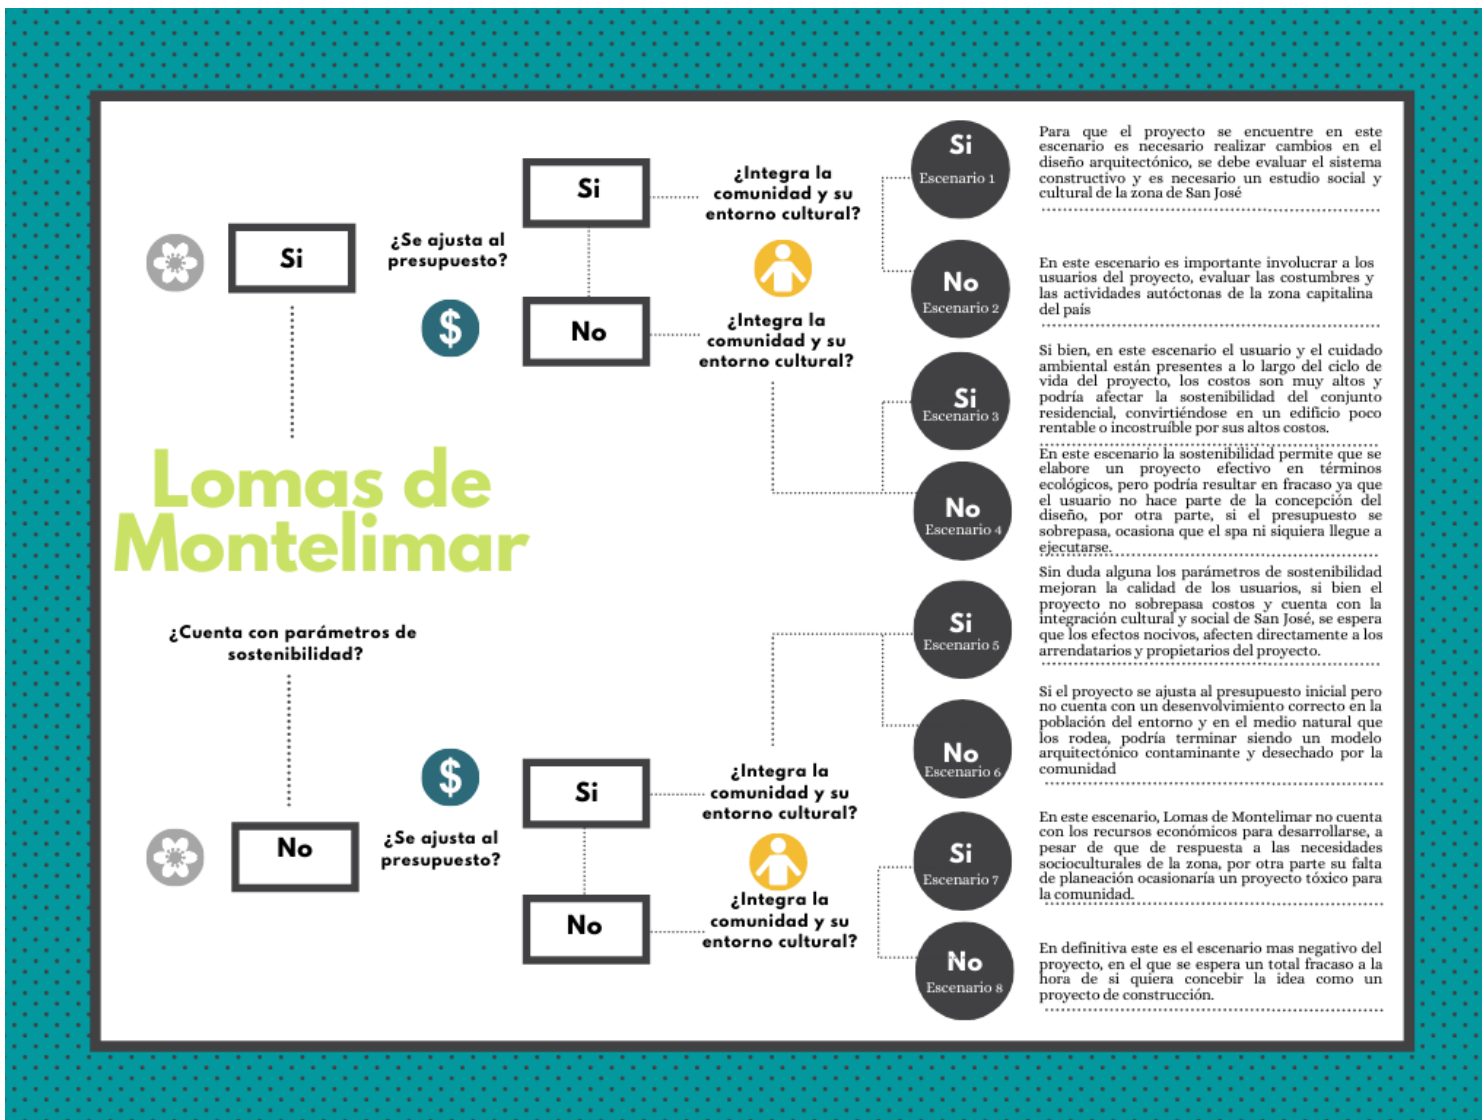 Si
¿Se ajusta al
presupuesto?
$
Si
No
¿Integra la
comunidad y su
entorno cultural?
¿Integra la
comunidad y su
entorno cultural?
Si
Escenario 1
Para que el proyecto se encuentre en este
escenario es necesario realizar cambios en el
diseño arquitectónico, se debe evaluar el sistema
constructivo y es necesario un estudio social y
cultural de la zona de San José
No
Escenario 2
En este escenario es importante involucrar a los
usuarios del proyecto, evaluar las costumbres y
las actividades autóctonas de la zona capitalina
del país
Si
Escenario 3
Si bien, en este escenario el usuario y el cuidado
ambiental están presentes a lo largo del ciclo de
vida del proyecto, los costos son muy altos y
podría afectar la sostenibilidad del conjunto
residencial, convirtiéndose en un edificio poco
rentable o incostruíble por sus altos costos.
No
Escenario 4
En este escenario la sostenibilidad permite que se
elabore un proyecto efectivo en términos
ecológicos, pero podría resultar en fracaso ya que
el usuario no hace parte de la concepción del
diseño, por otra parte, si el presupuesto se
sobrepasa, ocasiona que el spa ni siquiera llegue a
ejecutarse.
Lomas de
Montelimar
¿Cuenta con parámetros de
sostenibilidad?
No
$
¿Se ajusta al
presupuesto?
Si
No
¿Integra la
comunidad y su
entorno cultural?
¿Integra la
comunidad y su
entorno cultural?
Si
Escenario 5
Sin duda alguna los parámetros de sostenibilidad
mejoran la calidad de los usuarios, si bien el
proyecto no sobrepasa costos y cuenta con la
integración cultural y social de San José, se espera
que los efectos nocivos, afecten directamente a los
arrendatarios y propietarios del proyecto.
No
Escenario 6
Si el proyecto se ajusta al presupuesto inicial pero
no cuenta con un desenvolvimiento correcto en la
población del entorno y en el medio natural que
los rodea, podría terminar siendo un modelo
arquitectónico contaminante y desechado por la
comunidad
Si
Escenario 7
En este escenario, Lomas de Montelimar no cuenta
con los recursos económicos para desarrollarse, a
pesar de que de respuesta a las necesidades
socioculturales de la zona, por otra parte su falta
de planeación ocasionaría un proyecto tóxico para
la comunidad.
No
Escenario 8
En definitiva este es el escenario mas negativo del
proyecto, en el que se espera un total fracaso a la
hora de si quiera concebir la idea como un
proyecto de construcción.